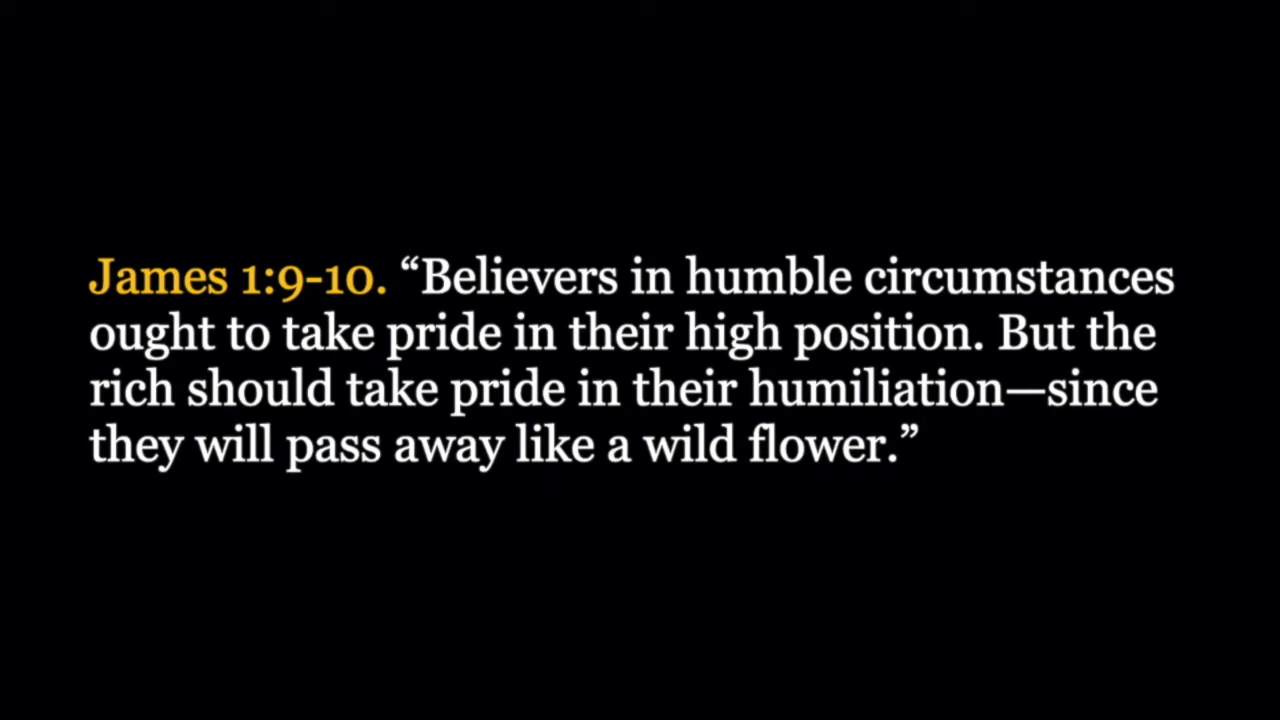 James 1:9-10. “Believers in humble circumstances
ought to take pride in their high position. But the
rich should take pride in their humiliation—since
they will pass away like a wild flower.”